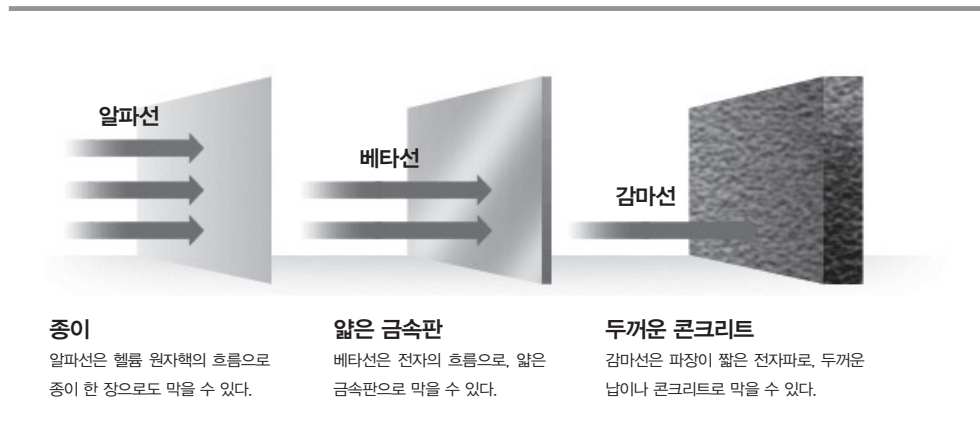 알파선
베타선
감마선
종이
알파선은 헬륨 원자핵의 흐름으로
종이 한 장으로도 막을 수 있다.
얇은 금속판
베타선은 전자의 흐름으로, 얇은
금속판으로 막을 수 있다.
두꺼운 콘크리트
감마선은 파장이 짧은 전자파로, 두꺼운
납이나 콘크리트로 막을 수 있다.